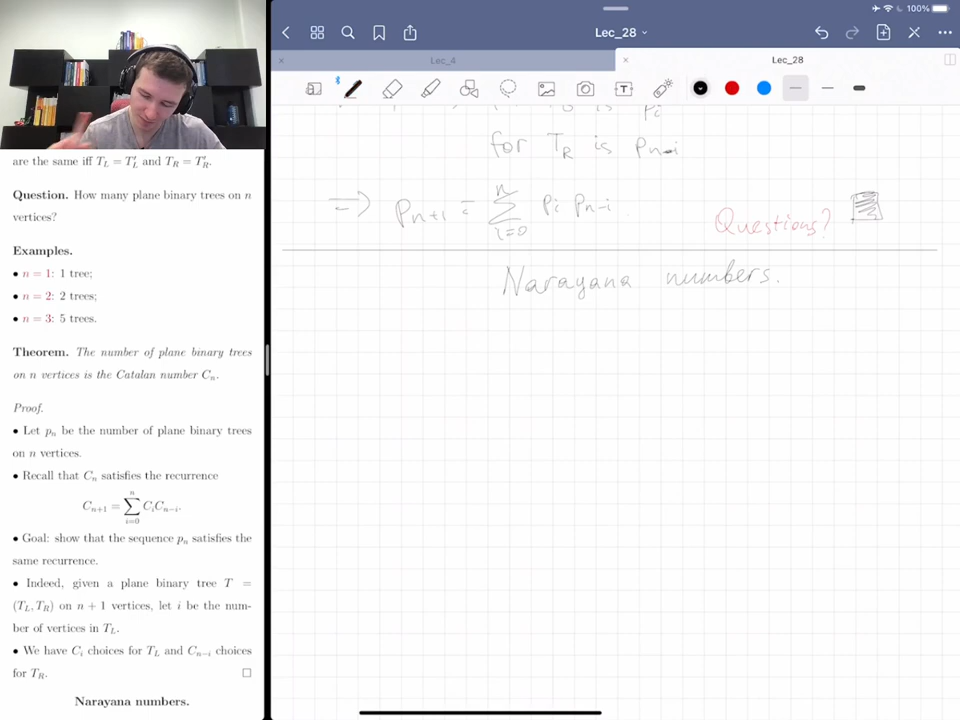 100%
Lec_28
Lec_4
Lec_28
are the same iff T_L = T′_L and T_R = T′_R.
Question. How many plane binary trees on n
vertices?
Examples.
• n = 1: 1 tree;
• n = 2: 2 trees;
• n = 3: 5 trees.
Theorem. The number of plane binary trees
on n vertices is the Catalan number C_n.
Proof.
• Let p_n be the number of plane binary trees
on n vertices.
• Recall that C_n satisfies the recurrence
C_{n+1} = ∑_{i=0}^{n} C_i C_{n−i}.
• Goal: show that the sequence p_n satisfies the
same recurrence.
• Indeed, given a plane binary tree T =
(T_L, T_R) on n + 1 vertices, let i be the num-
ber of vertices in T_L.
• We have C_i choices for T_L and C_{n−i} choices
for T_R. □
Narayana numbers.
is p_i
for T_R is p_{n-i}
=> p_{n+1} = ∑_{i=0}^{n} p_i p_{n-i}.
Questions?
Narayana numbers.